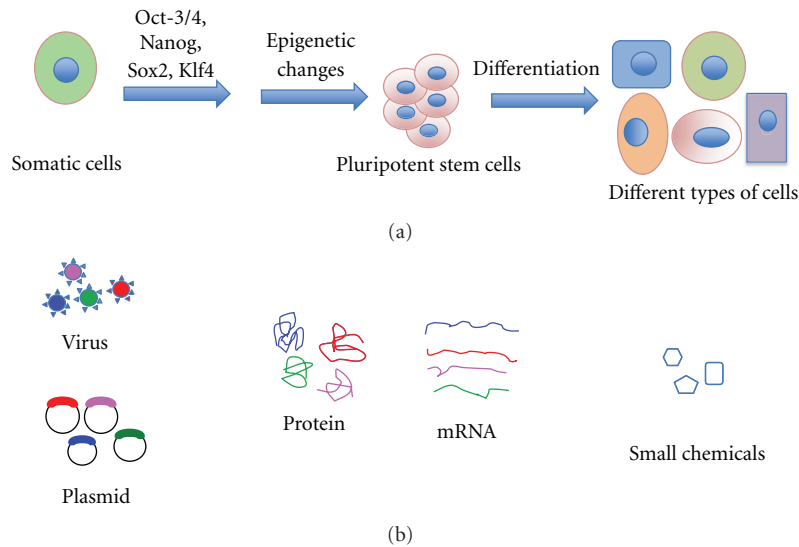 Oct-3/4,
Nanog,
Sox2, Klf4
Epigenetic
changes
Differentiation
Somatic cells
Pluripotent stem cells
Different types of cells
(a)
Virus
Protein
mRNA
Small chemicals
Plasmid
(b)